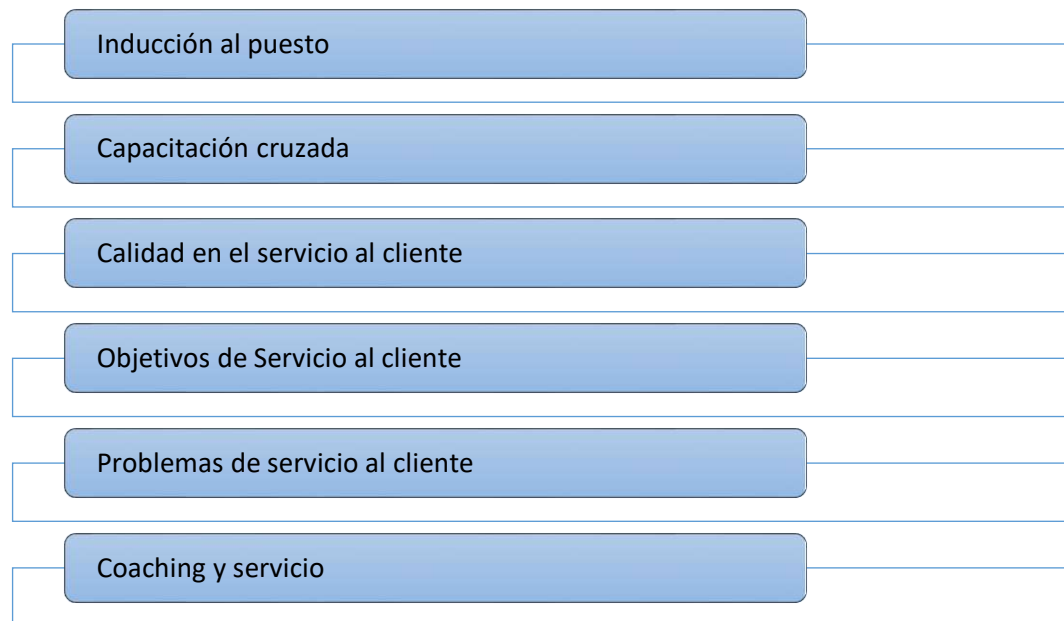 Inducción al puesto
Capacitación cruzada
Calidad en el servicio al cliente
Objetivos de Servicio al cliente
Problemas de servicio al cliente
Coaching y servicio